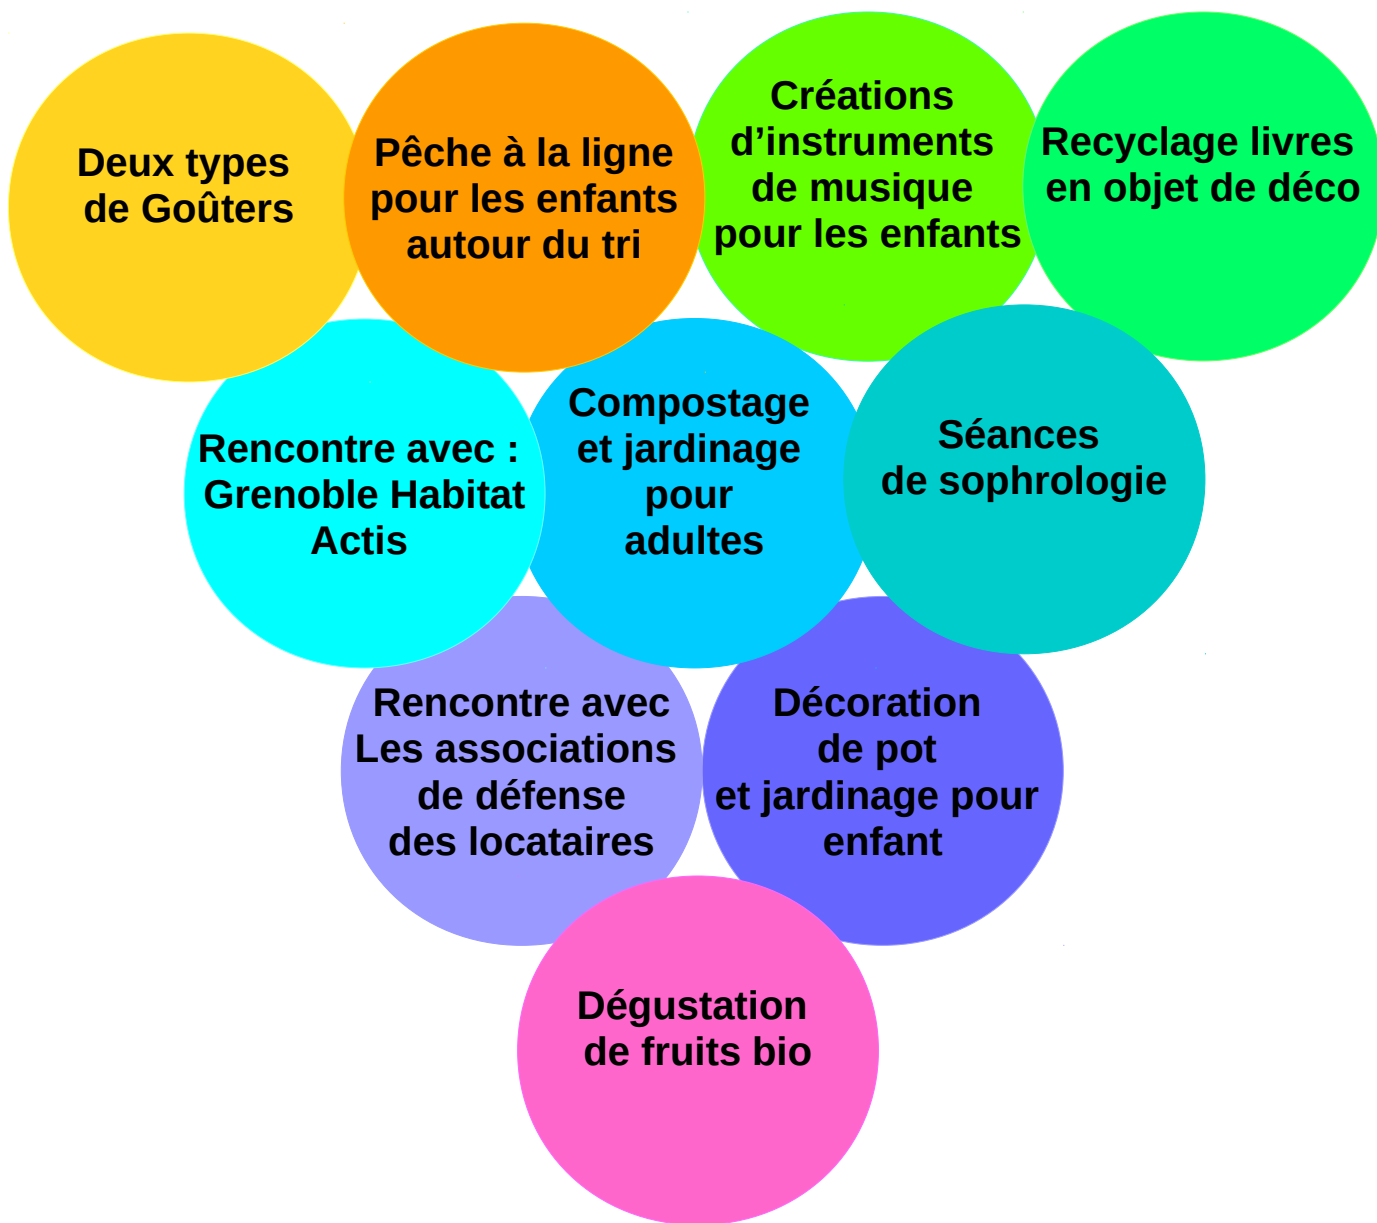 Deux types
de Goûters
Pêche à la ligne
pour les enfants
autour du tri
Créations
d’instruments
de musique
pour les enfants
Recyclage livres
en objet de déco
Rencontre avec :
Grenoble Habitat
Actis
Compostage
et jardinage
pour
adultes
Séances
de sophrologie
Rencontre avec
Les associations
de défense
des locataires
Décoration
de pot
et jardinage pour
enfant
Dégustation
de fruits bio